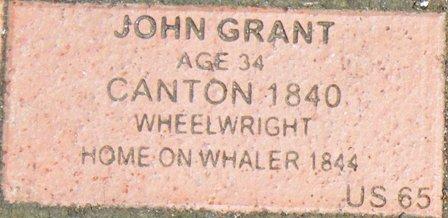 JOHN GRANT
AGE 34
CANTON 1840
WHEELWRIGHT
HOME ON WHALER 1844
US 65